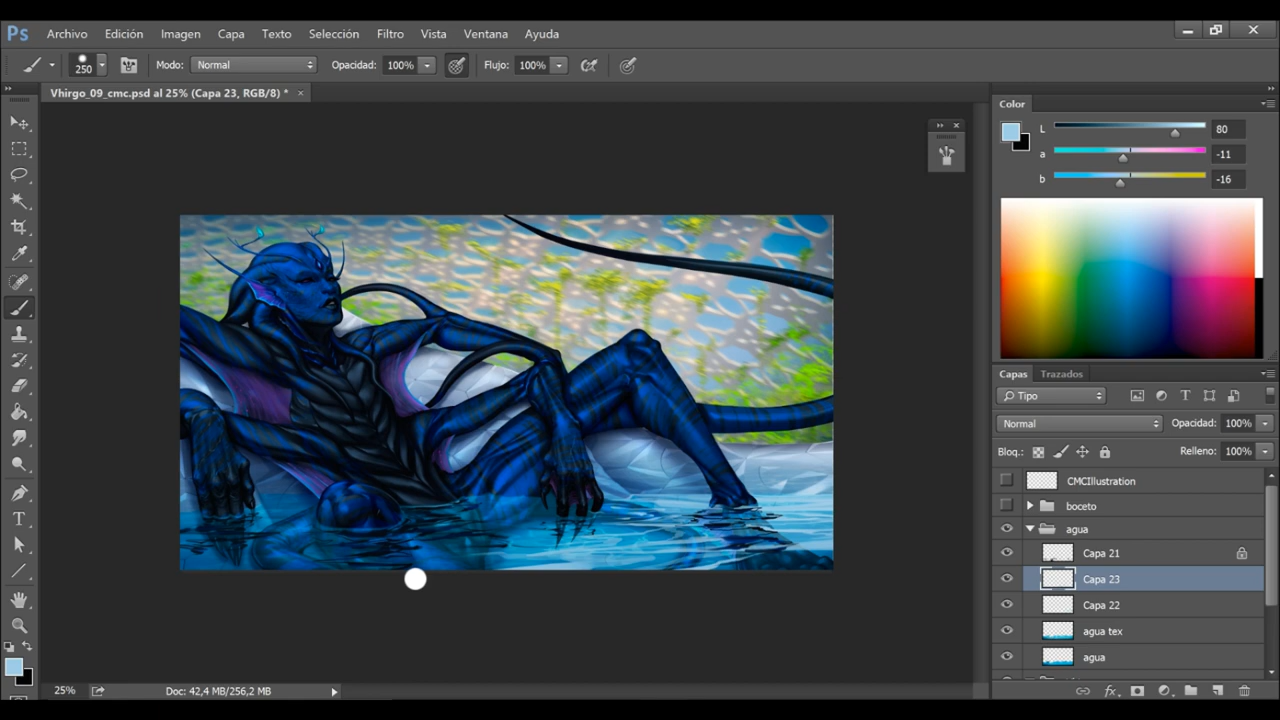 Ps Archivo Edición Imagen Capa Texto Selección Filtro Vista Ventana Ayuda
250 Modo: Normal Opacidad: 100% Flujo: 100%
Vhirgo_09_cmc.psd al 25% (Capa 23, RGB/8) * ×
Color
L 80
a -11
b -16
Capas Trazados
Tipo
Normal Opacidad: 100%
Bloq.: Relleno: 100%
CMCIllustration
boceto
agua
Capa 21
Capa 23
Capa 22
agua tex
agua
25% Doc: 42,4 MB/256,2 MB
fx